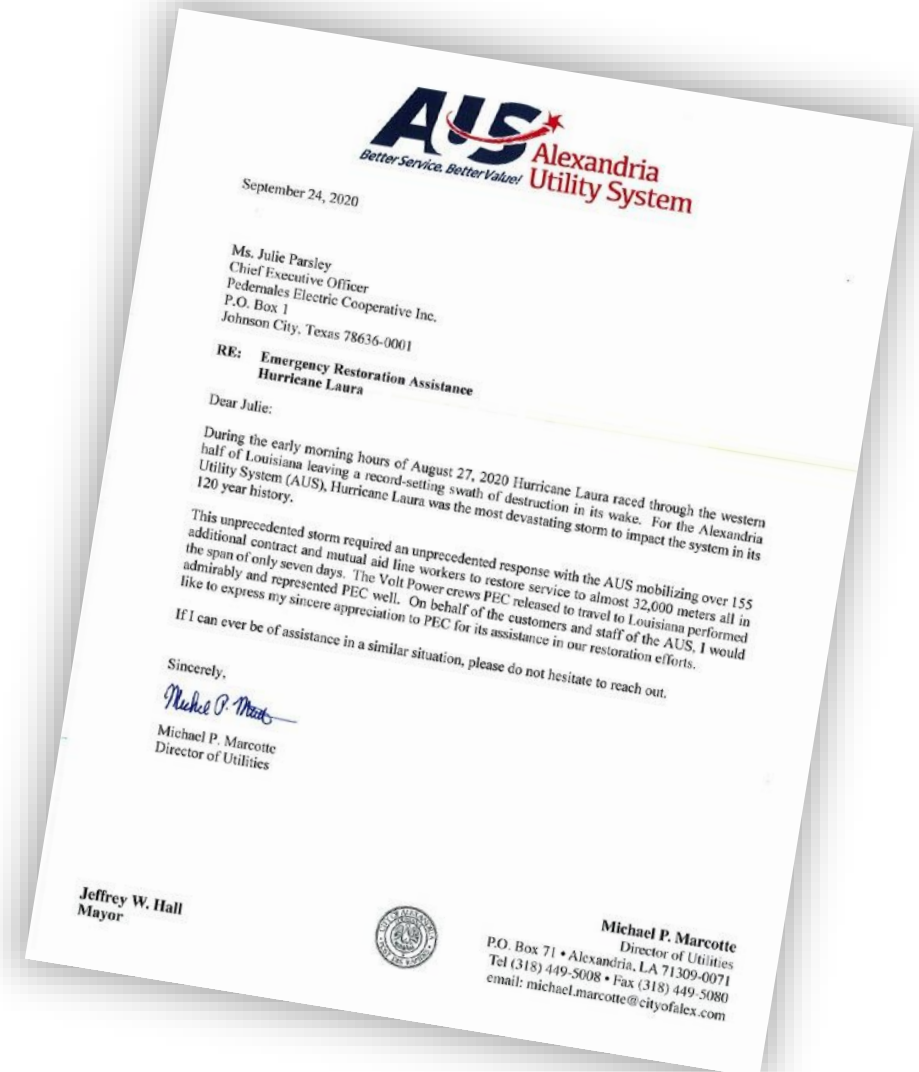 AUS
Better Service. Better Value!
Alexandria
Utility System
September 24, 2020
Ms. Julie Parsley
Chief Executive Officer
Pedernales Electric Cooperative Inc.
P.O. Box 1
Johnson City, Texas 78636-0001
RE: Emergency Restoration Assistance
Hurricane Laura
Dear Julie:
During the early morning hours of August 27, 2020 Hurricane Laura raced through the western
half of Louisiana leaving a record-setting swath of destruction in its wake. For the Alexandria
Utility System (AUS), Hurricane Laura was the most devastating storm to impact the system in its
120 year history.
This unprecedented storm required an unprecedented response with the AUS mobilizing over 155
additional contract and mutual aid line workers to restore service to almost 32,000 meters all in
the span of only seven days. The Volt Power crews PEC released to travel to Louisiana performed
admirably and represented PEC well. On behalf of the customers and staff of the AUS, I would
like to express my sincere appreciation to PEC for its assistance in our restoration efforts.
If I can ever be of assistance in a similar situation, please do not hesitate to reach out.
Sincerely,
Michael P. Marcotte
Director of Utilities
Jeffrey W. Hall
Mayor
Michael P. Marcotte
Director of Utilities
P.O. Box 71 • Alexandria, LA 71309-0071
Tel (318) 449-5008 • Fax (318) 449-5080
email: michael.marcotte@cityofalex.com